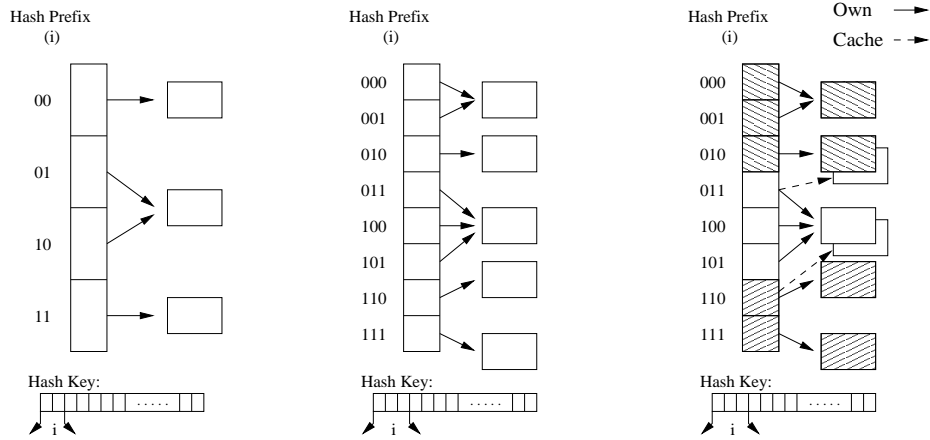 Hash Prefix
(i)
00
01
10
11
Hash Key:
.....
i
Hash Prefix
(i)
000
001
010
011
100
101
110
111
Hash Key:
.....
i
Own
Cache
Hash Prefix
(i)
000
001
010
011
100
101
110
111
Hash Key:
.....
i